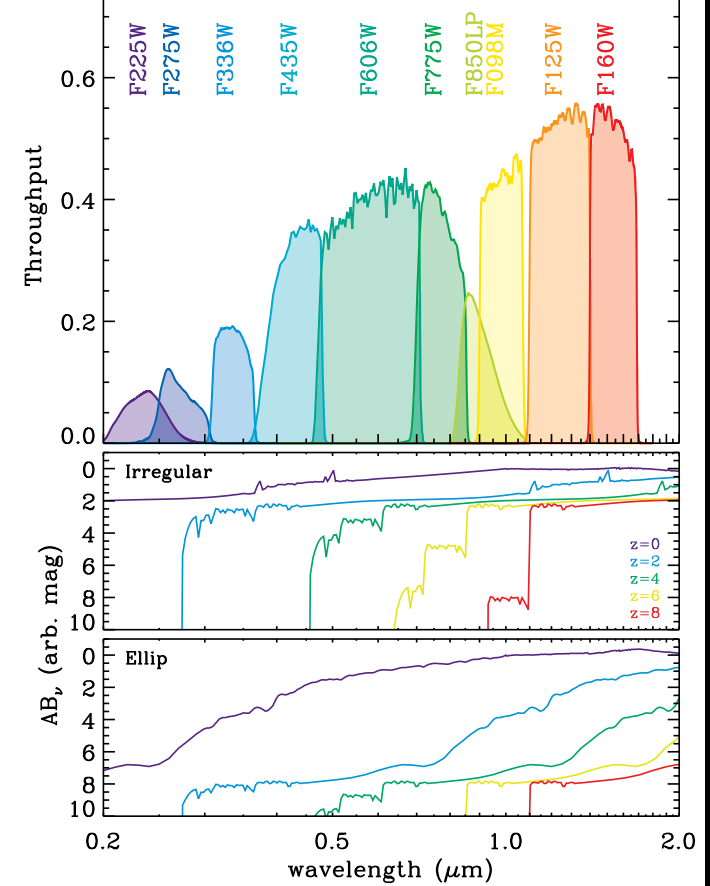 F225W
F275W
F336W
F435W
F606W
F775W
F850LP
F098M
F125W
F160W
Throughput
0.6
0.4
0.2
0.0
Irregular
0
2
4
6
8
10
z=0
z=2
z=4
z=6
z=8
ABν (arb. mag)
Ellip
0
2
4
6
8
10
0.2
0.5
1.0
2.0
wavelength (μm)